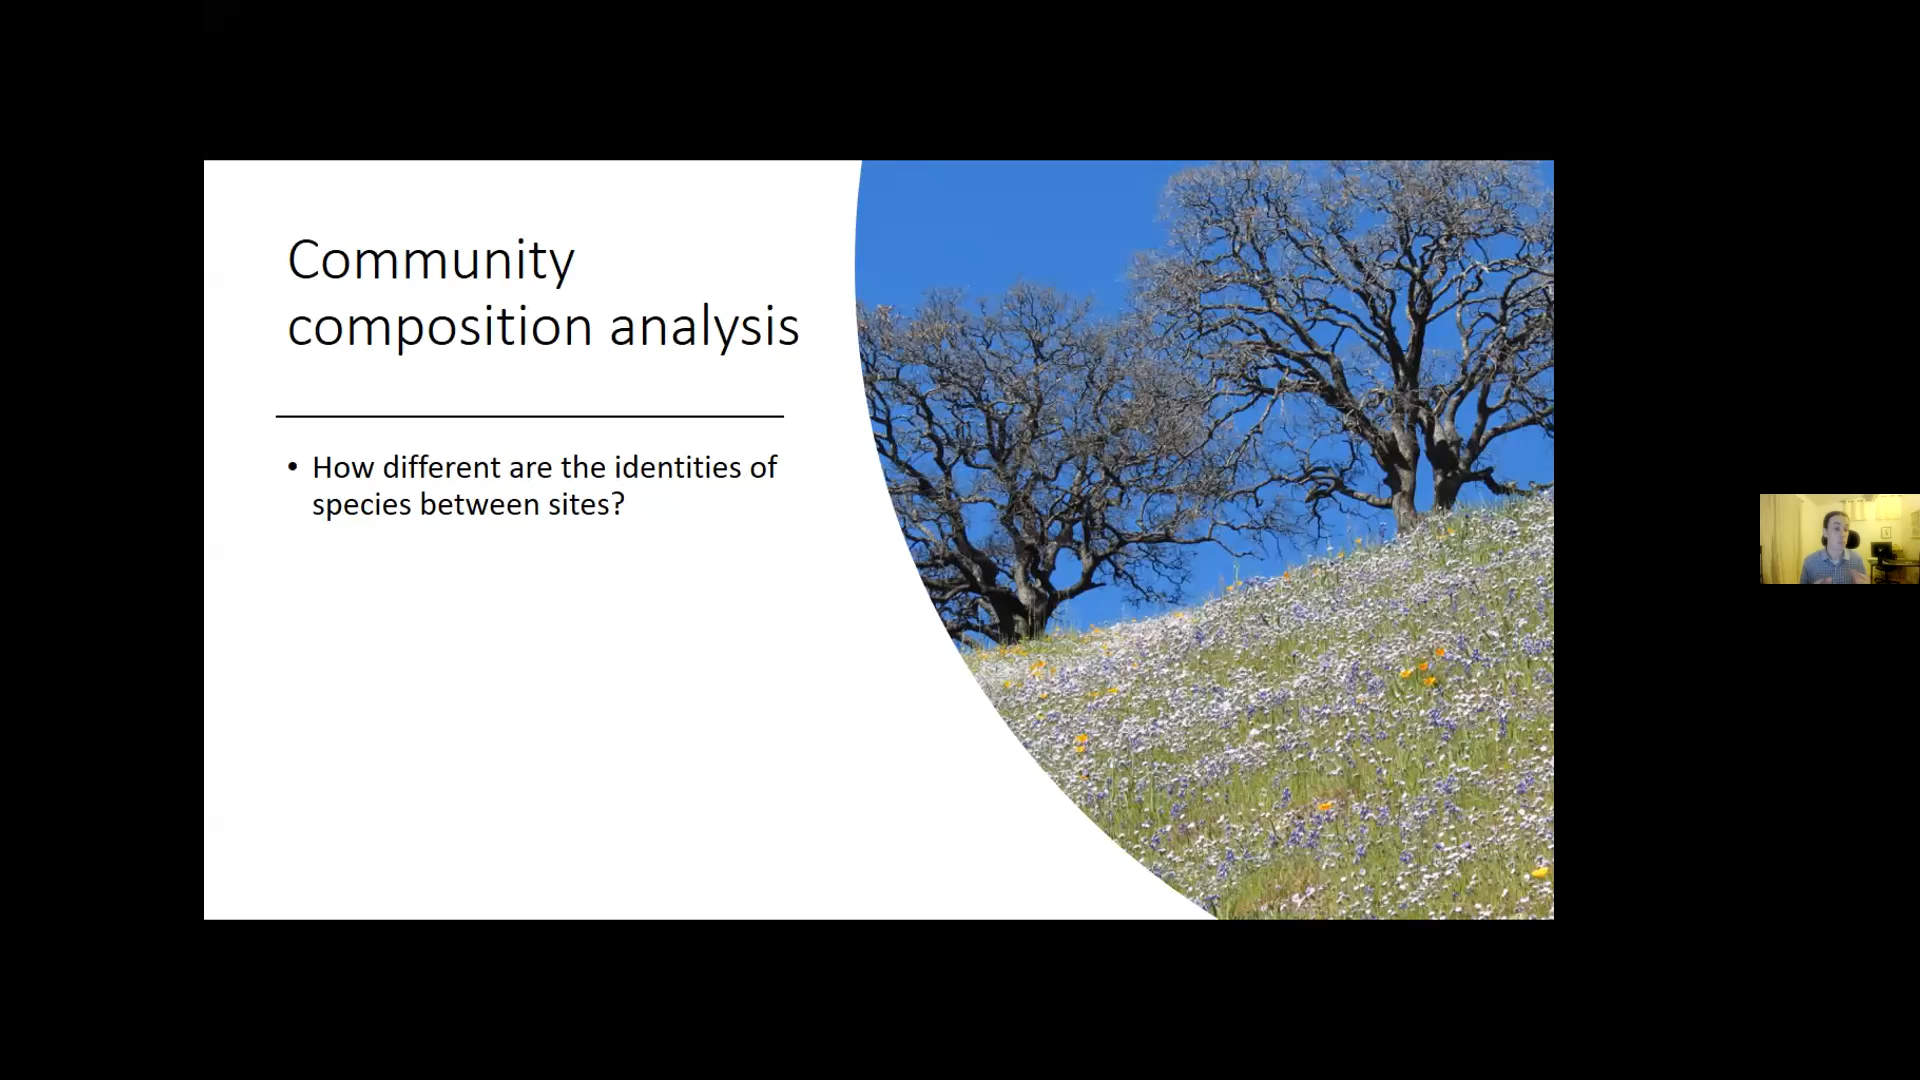 Community
composition analysis
• How different are the identities of
species between sites?